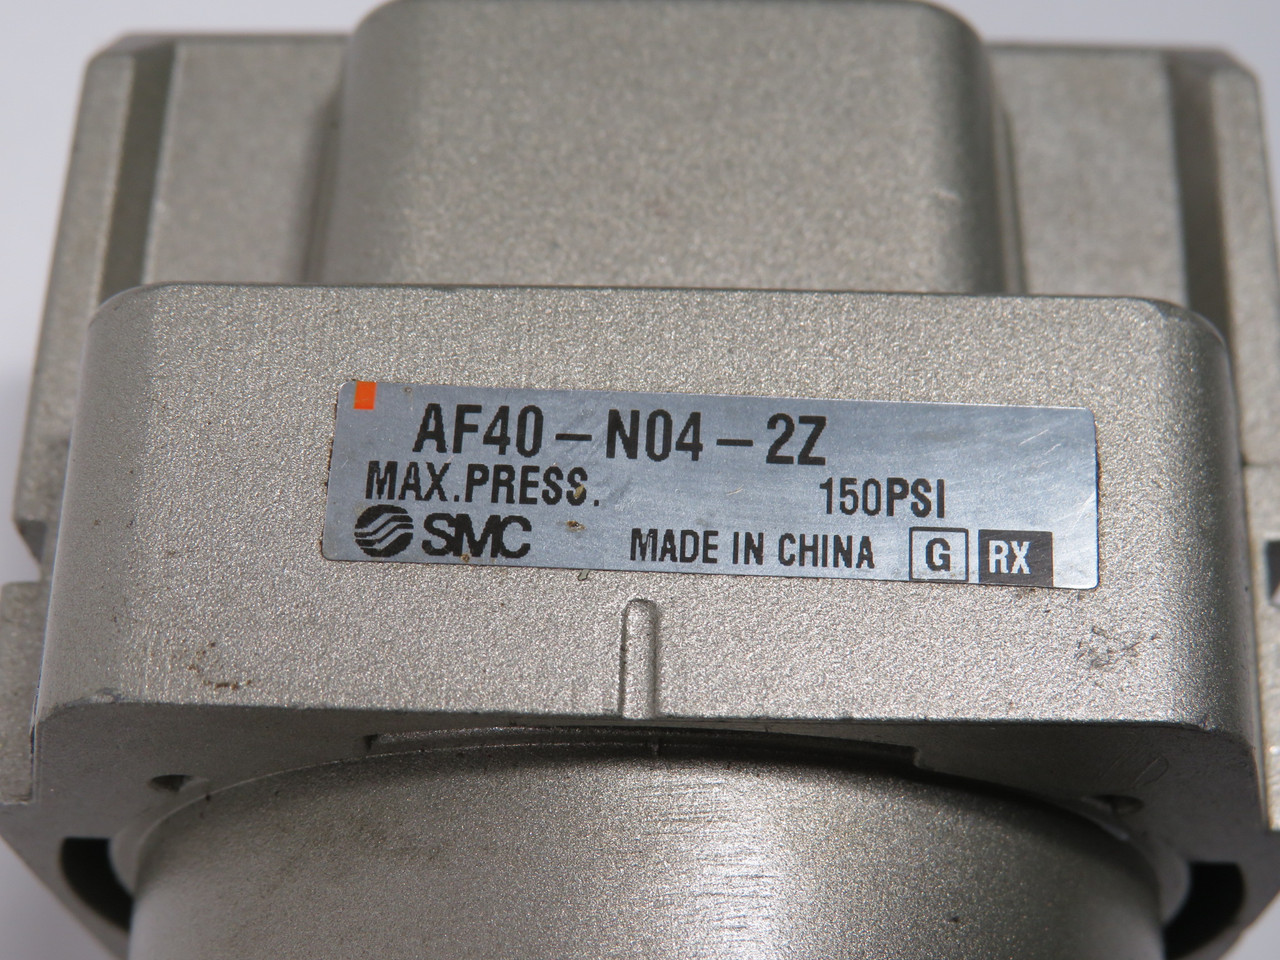 AF40-N04-2Z
MAX.PRESS. 150PSI
SMC MADE IN CHINA G RX